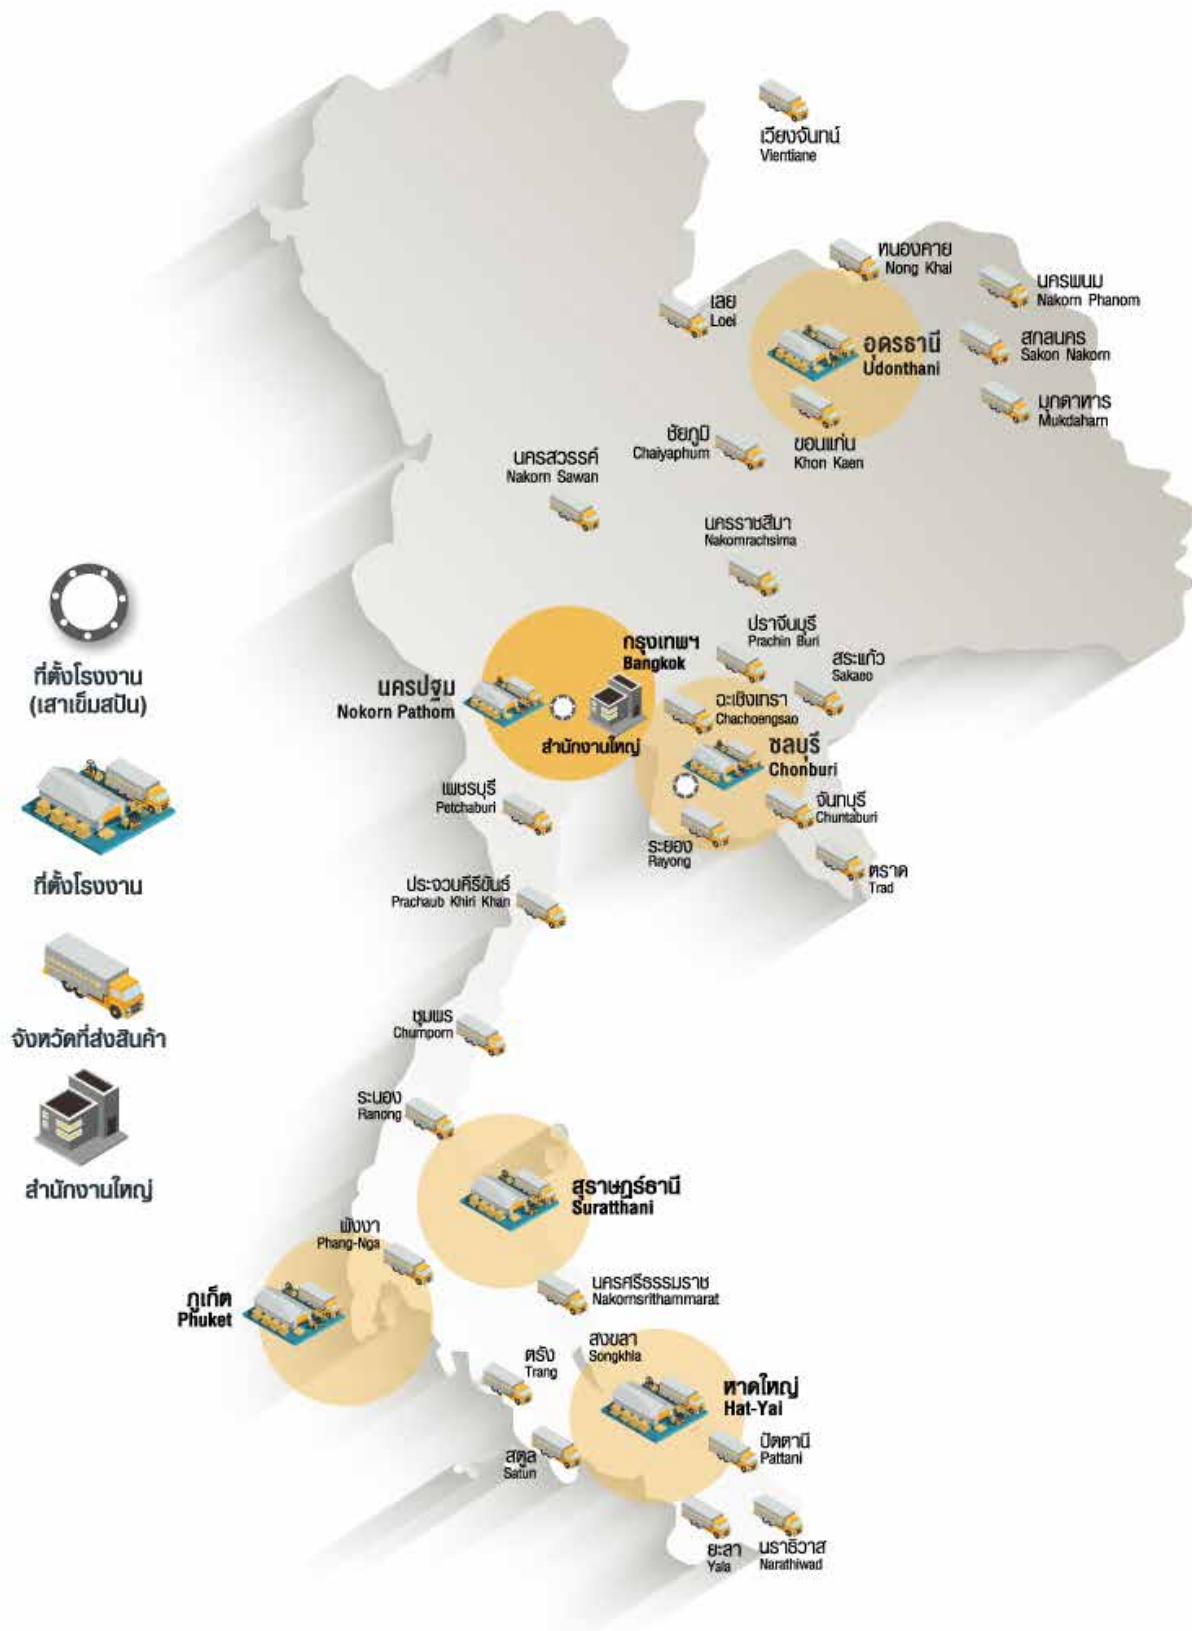 เวียงจันทน์
Vientiane
หนองคาย
Nong Khai
นครพนม
Nakorn Phanom
เลย
Loei
อุดรธานี
Udonthani
สกลนคร
Sakon Nakorn
มุกดาหาร
Mukdaharn
ขอนแก่น
Khon Kaen
ชัยภูมิ
Chaiyaphum
นครสวรรค์
Nakorn Sawan
นครราชสีมา
Nakornrachsima
ปราจีนบุรี
Prachin Buri
สระแก้ว
Sakaeo
กรุงเทพฯ
Bangkok
นครปฐม
Nokorn Pathom
สำนักงานใหญ่
ฉะเชิงเทรา
Chachoengsao
ชลบุรี
Chonburi
จันทบุรี
Chuntaburi
ระยอง
Rayong
ตราด
Trad
เพชรบุรี
Petchaburi
ประจวบคีรีขันธ์
Prachaub Khiri Khan
ชุมพร
Chumporn
ระนอง
Ranong
สุราษฎร์ธานี
Suratthani
พังงา
Phang-Nga
ภูเก็ต
Phuket
นครศรีธรรมราช
Nakornsrithammarat
ตรัง
Trang
สงขลา
Songkhla
หาดใหญ่
Hat-Yai
สตูล
Satun
ปัตตานี
Pattani
ยะลา
Yala
นราธิวาส
Narathiwad
ที่ตั้งโรงงาน
(เสาเข็มสปัน)
ที่ตั้งโรงงาน
จังหวัดที่ส่งสินค้า
สำนักงานใหญ่